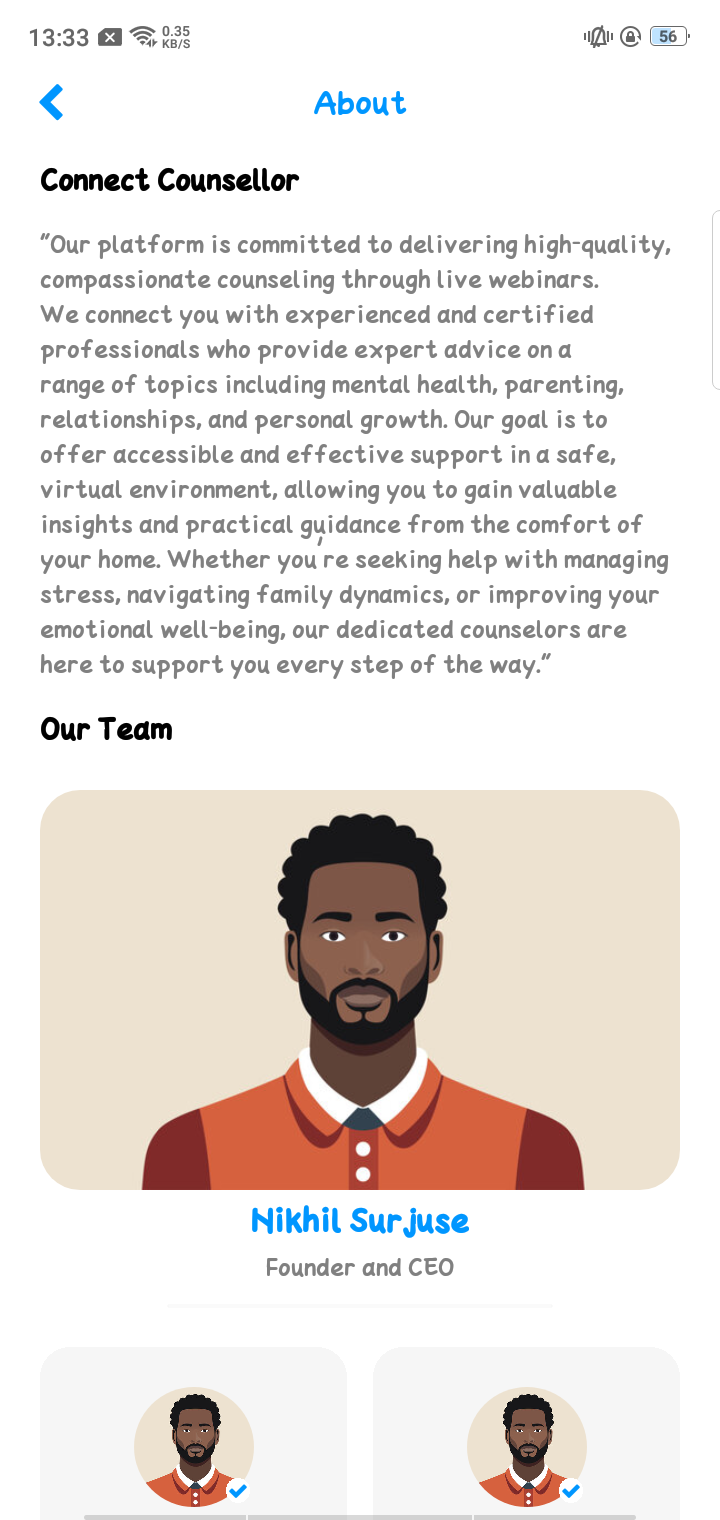 13:33 0.35 KB/S 56
About
Connect Counsellor
"Our platform is committed to delivering high-quality,
compassionate counseling through live webinars.
We connect you with experienced and certified
professionals who provide expert advice on a
range of topics including mental health, parenting,
relationships, and personal growth. Our goal is to
offer accessible and effective support in a safe,
virtual environment, allowing you to gain valuable
insights and practical guidance from the comfort of
your home. Whether you're seeking help with managing
stress, navigating family dynamics, or improving your
emotional well-being, our dedicated counselors are
here to support you every step of the way."
Our Team
Nikhil Surjuse
Founder and CEO